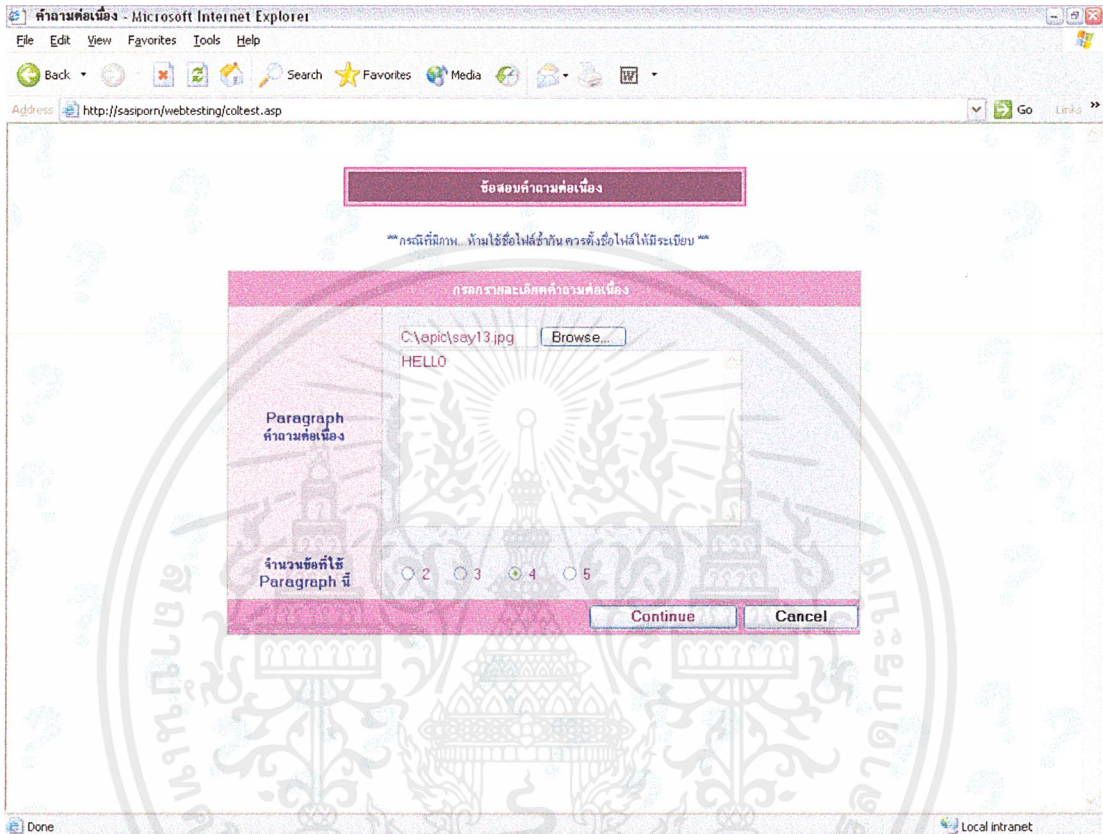 คำถามต่อเนื่อง - Microsoft Internet Explorer
File Edit View Favorites Tools Help
Back Search Favorites Media
Address http://sasiporn/webtesting/coltest.asp Go Links »
ข้อสอบคำถามต่อเนื่อง
*** กรณีที่มีภาพ...ห้ามใช้ชื่อไฟล์ซ้ำกัน ควรตั้งชื่อไฟล์ให้มีระเบียบ ***
กรอกรายละเอียดคำถามต่อเนื่อง
C:\apic\say13.jpg Browse...
HELLO
Paragraph
คำถามต่อเนื่อง
จำนวนข้อที่ใช้
Paragraph นี้
2 3 4 5
Continue Cancel
Done Local intranet